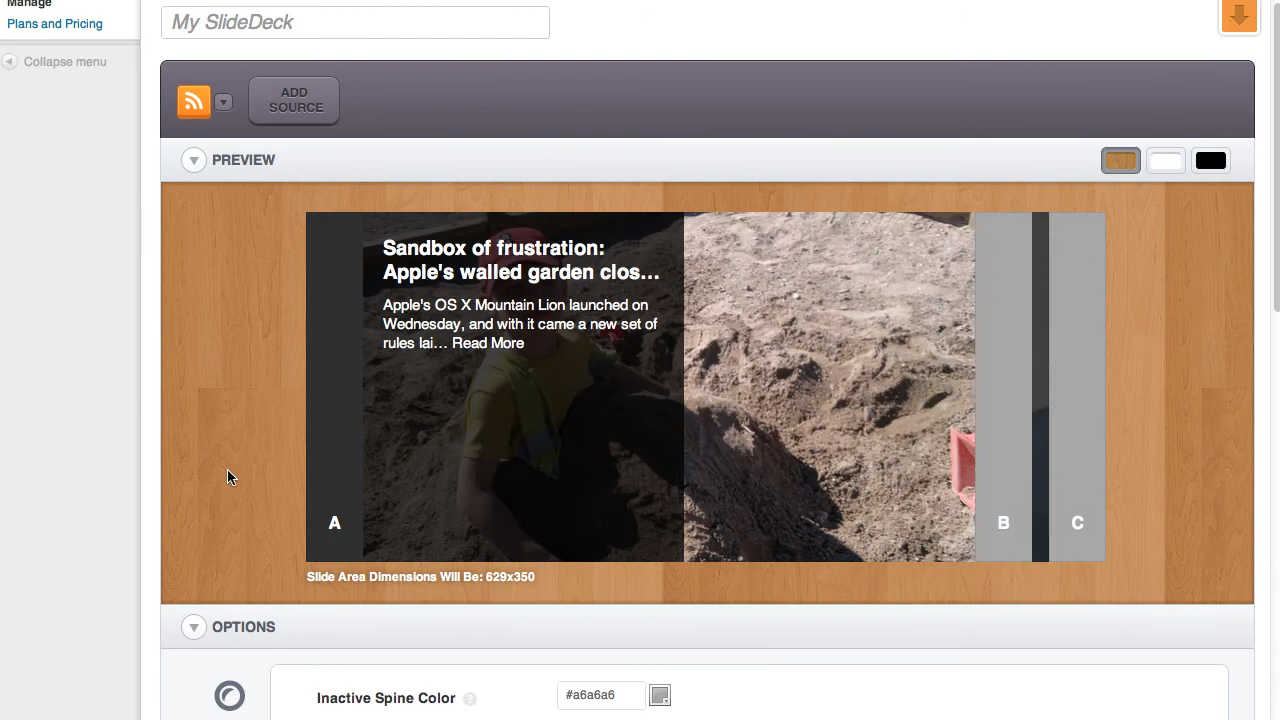 Manage
Plans and Pricing
Collapse menu
My SlideDeck
ADD
SOURCE
PREVIEW
Sandbox of frustration:
Apple's walled garden clos...
Apple's OS X Mountain Lion launched on
Wednesday, and with it came a new set of
rules lai... Read More
A
B
C
Slide Area Dimensions Will Be: 629x350
OPTIONS
Inactive Spine Color ?
#a6a6a6